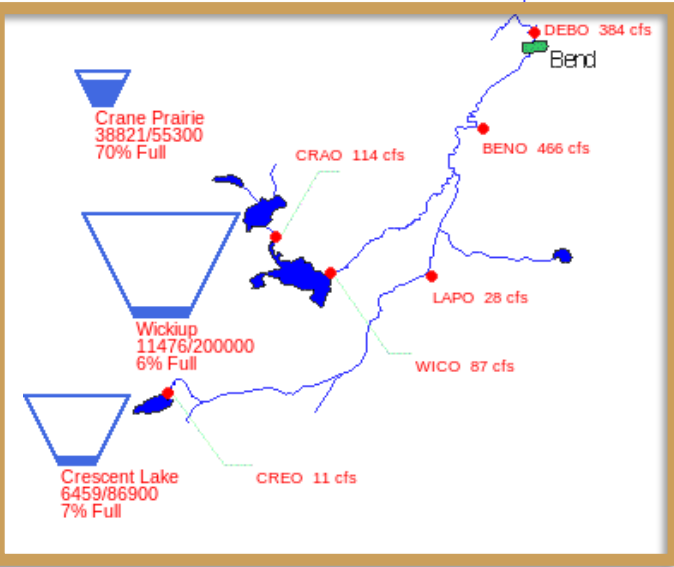 DEBO 384 cfs
Bend
Crane Prairie
38821/55300
70% Full
BENO 466 cfs
CRAO 114 cfs
LAPO 28 cfs
Wickiup
11476/200000
6% Full
WICO 87 cfs
Crescent Lake
6459/86900
7% Full
CREO 11 cfs